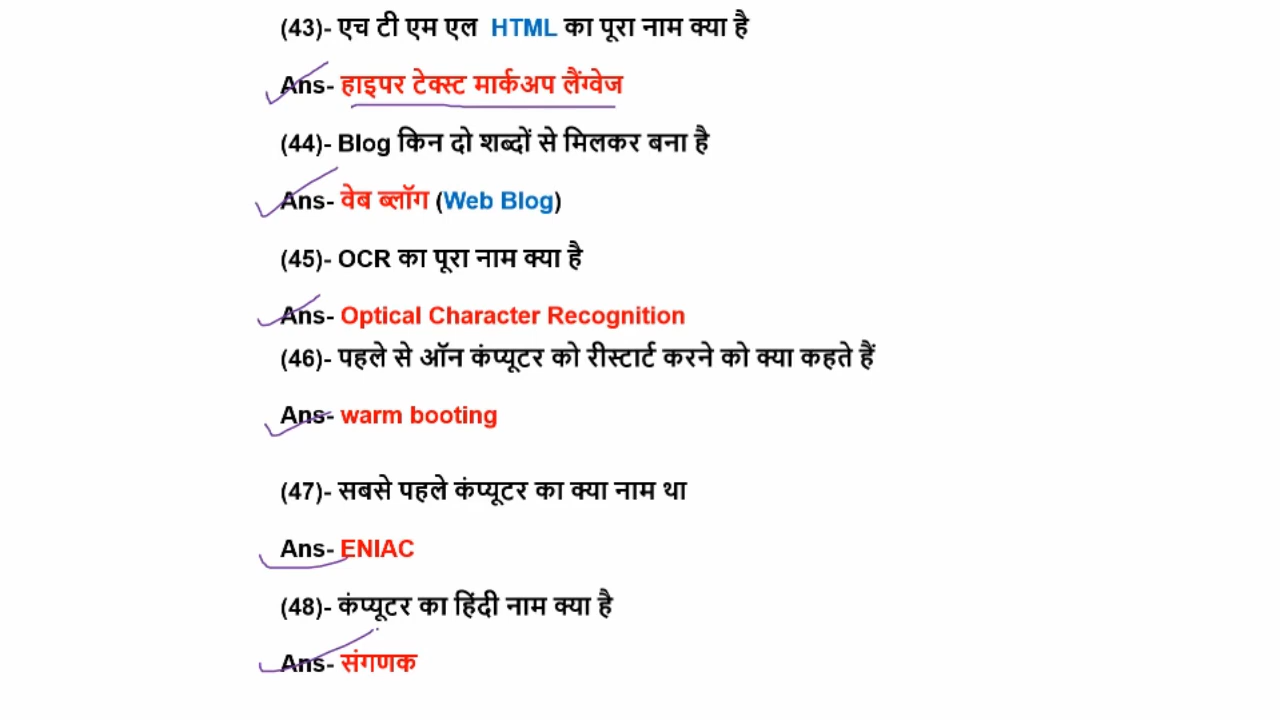 (43)- एच टी एम एल HTML का पूरा नाम क्या है
Ans- हाइपर टेक्स्ट मार्कअप लैंग्वेज
(44)- Blog किन दो शब्दों से मिलकर बना है
Ans- वेब ब्लॉग (Web Blog)
(45)- OCR का पूरा नाम क्या है
Ans- Optical Character Recognition
(46)- पहले से ऑन कंप्यूटर को रीस्टार्ट करने को क्या कहते हैं
Ans- warm booting
(47)- सबसे पहले कंप्यूटर का क्या नाम था
Ans- ENIAC
(48)- कंप्यूटर का हिंदी नाम क्या है
Ans- संगणक